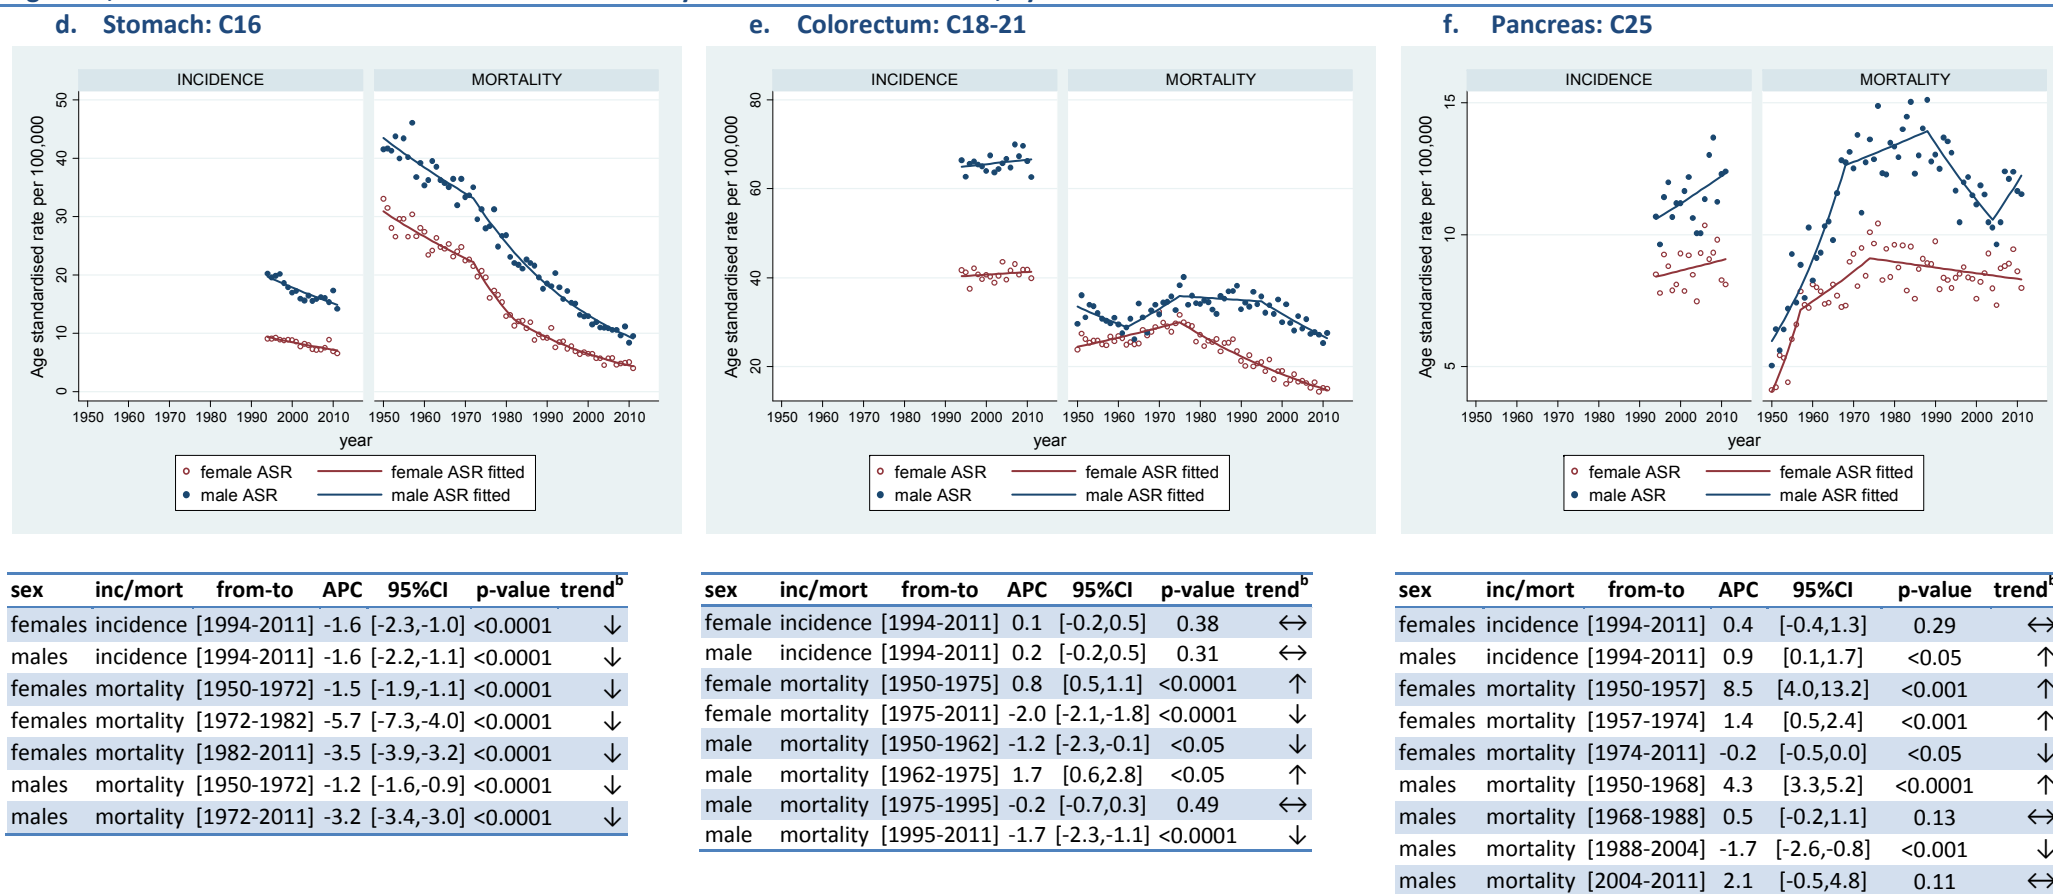 d. Stomach: C16
INCIDENCE MORTALITY
Age standardised rate per 100,000
50
40
30
20
10
0
1950 1960 1970 1980 1990 2000 2010 1950 1960 1970 1980 1990 2000 2010
year
female ASR female ASR fitted
male ASR male ASR fitted
sex inc/mort from-to APC 95%CI p-value trend^b
females incidence [1994-2011] -1.6 [-2.3,-1.0] <0.0001 ↓
males incidence [1994-2011] -1.6 [-2.2,-1.1] <0.0001 ↓
females mortality [1950-1972] -1.5 [-1.9,-1.1] <0.0001 ↓
females mortality [1972-1982] -5.7 [-7.3,-4.0] <0.0001 ↓
females mortality [1982-2011] -3.5 [-3.9,-3.2] <0.0001 ↓
males mortality [1950-1972] -1.2 [-1.6,-0.9] <0.0001 ↓
males mortality [1972-2011] -3.2 [-3.4,-3.0] <0.0001 ↓
e. Colorectum: C18-21
INCIDENCE MORTALITY
Age standardised rate per 100,000
80
60
40
20
1950 1960 1970 1980 1990 2000 2010 1950 1960 1970 1980 1990 2000 2010
year
female ASR female ASR fitted
male ASR male ASR fitted
sex inc/mort from-to APC 95%CI p-value trend^b
female incidence [1994-2011] 0.1 [-0.2,0.5] 0.38 ↔
male incidence [1994-2011] 0.2 [-0.2,0.5] 0.31 ↔
female mortality [1950-1975] 0.8 [0.5,1.1] <0.0001 ↑
female mortality [1975-2011] -2.0 [-2.1,-1.8] <0.0001 ↓
male mortality [1950-1962] -1.2 [-2.3,-0.1] <0.05 ↓
male mortality [1962-1975] 1.7 [0.6,2.8] <0.05 ↑
male mortality [1975-1995] -0.2 [-0.7,0.3] 0.49 ↔
male mortality [1995-2011] -1.7 [-2.3,-1.1] <0.0001 ↓
f. Pancreas: C25
INCIDENCE MORTALITY
Age standardised rate per 100,000
15
10
5
1950 1960 1970 1980 1990 2000 2010 1950 1960 1970 1980 1990 2000 2010
year
female ASR female ASR fitted
male ASR male ASR fitted
sex inc/mort from-to APC 95%CI p-value trend^b
females incidence [1994-2011] 0.4 [-0.4,1.3] 0.29 ↔
males incidence [1994-2011] 0.9 [0.1,1.7] <0.05 ↑
females mortality [1950-1957] 8.5 [4.0,13.2] <0.001 ↑
females mortality [1957-1974] 1.4 [0.5,2.4] <0.001 ↑
females mortality [1974-2011] -0.2 [-0.5,0.0] <0.05 ↓
males mortality [1950-1968] 4.3 [3.3,5.2] <0.0001 ↑
males mortality [1968-1988] 0.5 [-0.2,1.1] 0.13 ↔
males mortality [1988-2004] -1.7 [-2.6,-0.8] <0.001 ↓
males mortality [2004-2011] 2.1 [-0.5,4.8] 0.11 ↔